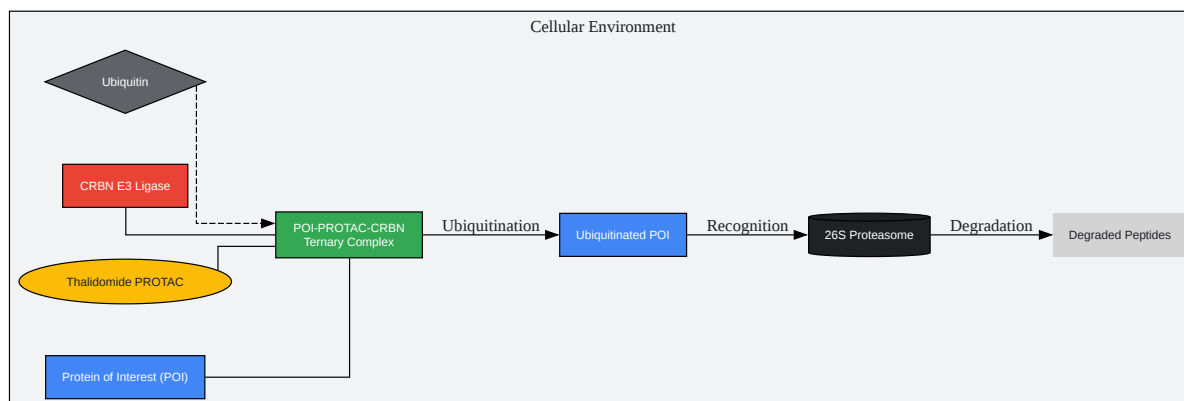 Cellular Environment
Ubiquitin
CRBN E3 Ligase
Thalidomide PROTAC
Protein of Interest (POI)
POI-PROTAC-CRBN
Ternary Complex
Ubiquitination
Ubiquitinated POI
Recognition
26S Proteasome
Degradation
Degraded Peptides